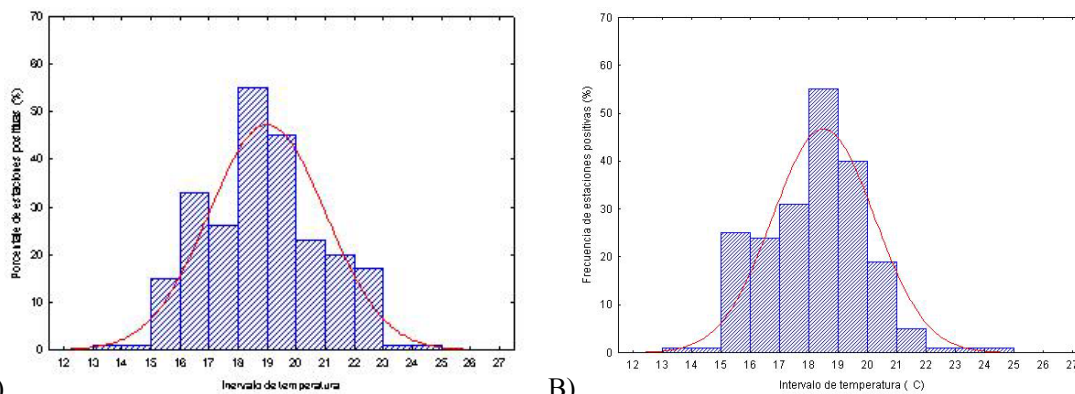 70
60
50
40
30
20
10
0
Porcentaje de estaciones positivas (%)
12 13 14 15 16 17 18 19 20 21 22 23 24 25 26 27
Intervalo de temperatura
)
70
60
50
40
30
20
10
0
Frecuencia de estaciones positivas (%)
12 13 14 15 16 17 18 19 20 21 22 23 24 25 26 27
Intervalo de temperatura ( C)
B)